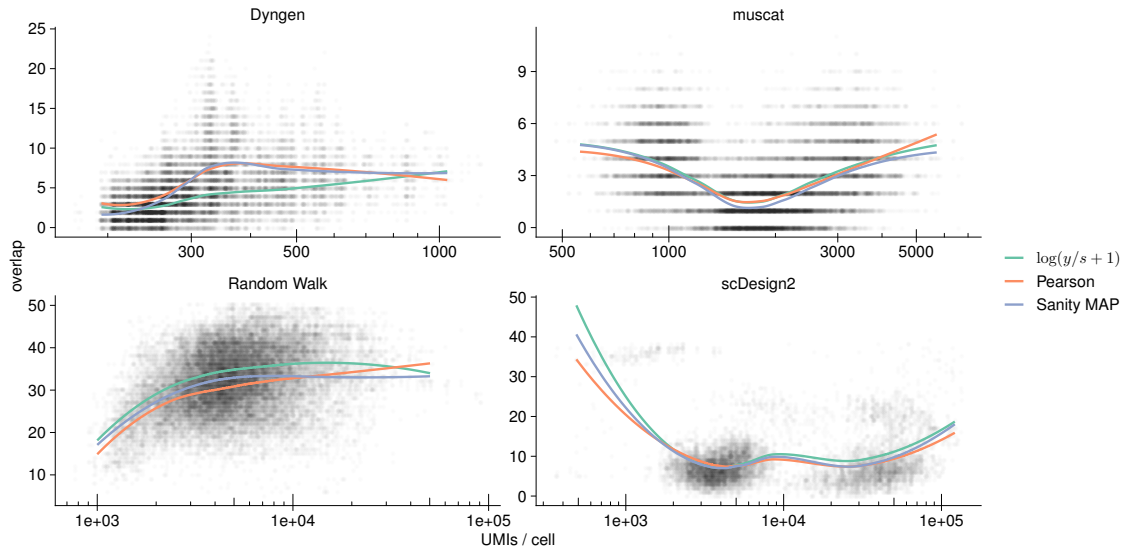 Dyngen
muscat
25
20
15
10
5
0
300
500
1000
9
6
3
0
500
1000
3000
5000
overlap
log(y/s + 1)
Pearson
Sanity MAP
Random Walk
scDesign2
50
40
30
20
10
1e+03
1e+04
1e+05
50
40
30
20
10
0
1e+03
1e+04
1e+05
UMIs / cell